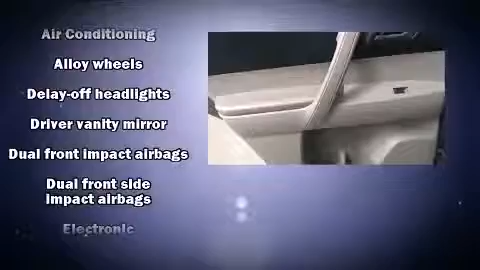 Air Conditioning
Alloy wheels
Delay-off headlights
Driver vanity mirror
Dual front impact airbags
Dual front side
impact airbags
Electronic